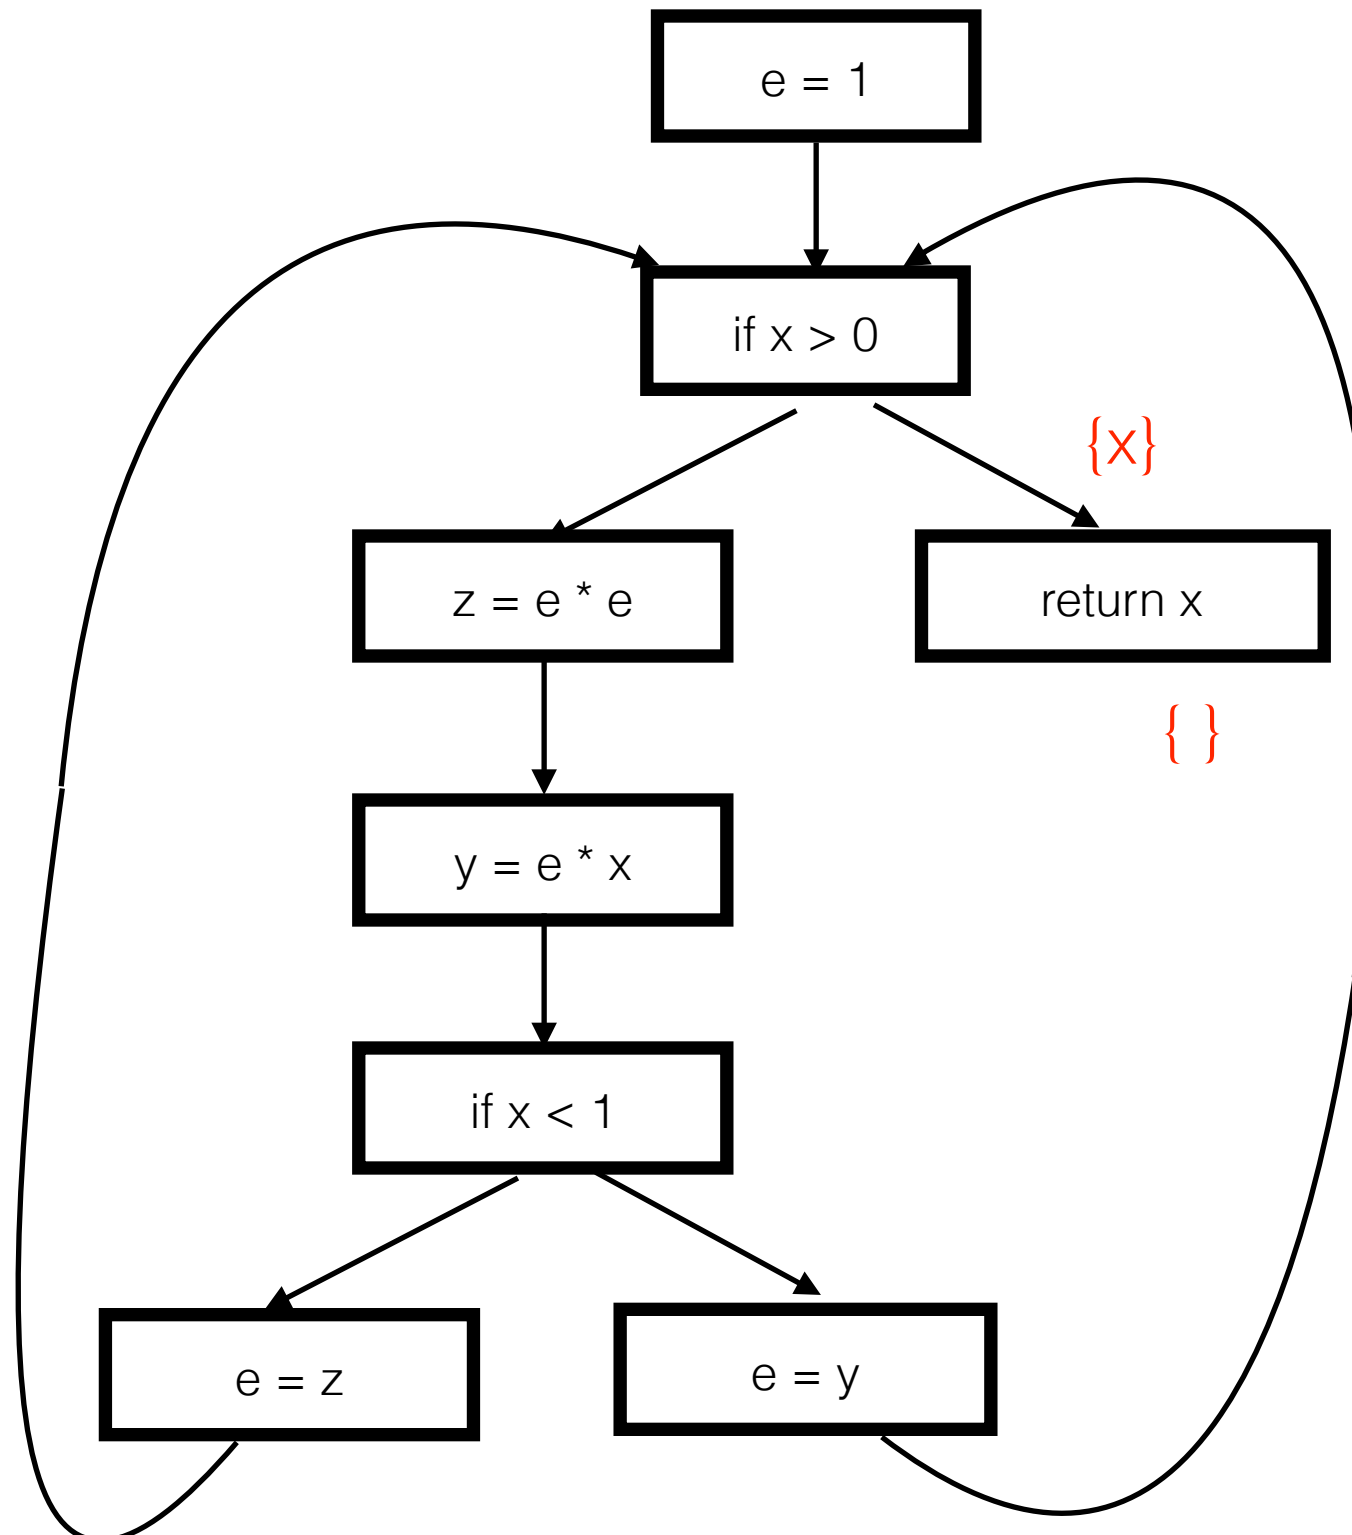 e = 1
if x > 0
{x}
z = e * e
return x
{ }
y = e * x
if x < 1
e = z
e = y